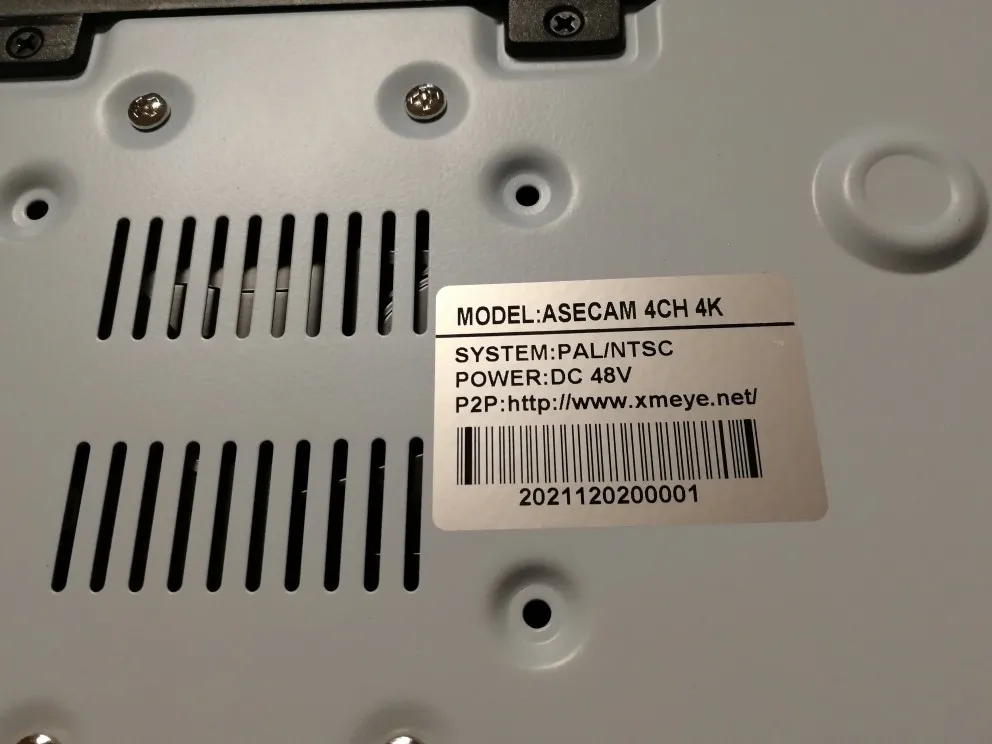 MODEL:ASECAM 4CH 4K
SYSTEM:PAL/NTSC
POWER:DC 48V
P2P:http://www.xmeye.net/
2021120200001